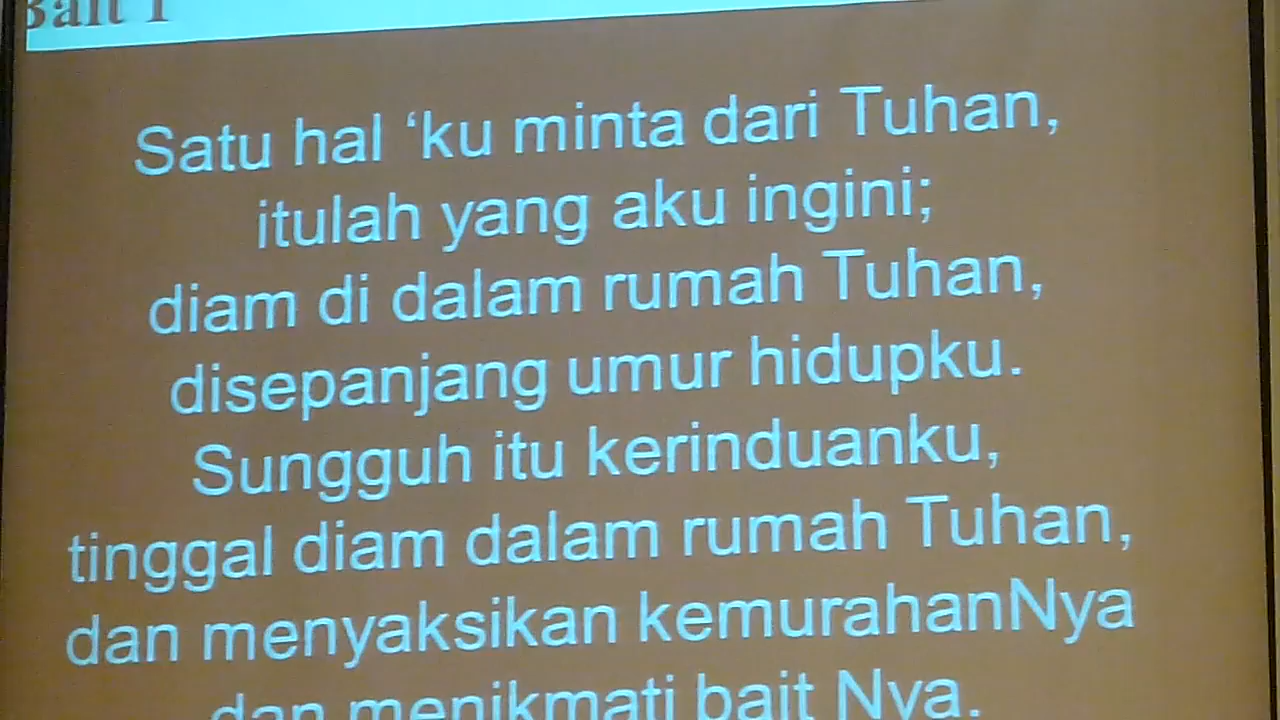 Bait 1
Satu hal ‘ku minta dari Tuhan,
itulah yang aku ingini;
diam di dalam rumah Tuhan,
disepanjang umur hidupku.
Sungguh itu kerinduanku,
tinggal diam dalam rumah Tuhan,
dan menyaksikan kemurahanNya
dan menikmati bait Nya.